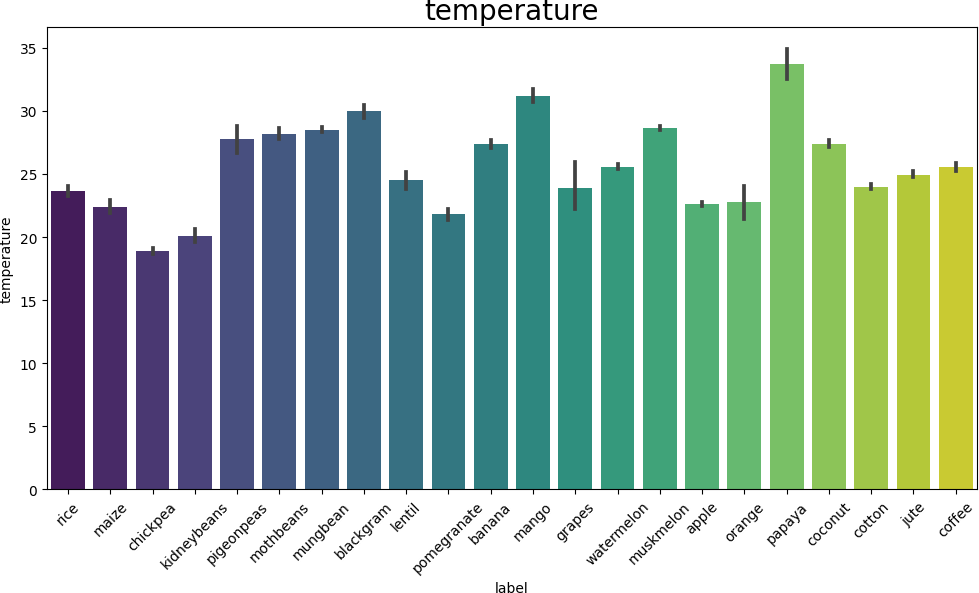 temperature
temperature
35
30
25
20
15
10
5
0
rice
maize
chickpea
kidneybeans
pigeonpeas
mothbeans
mungbean
blackgram
lentil
pomegranate
banana
mango
grapes
watermelon
muskmelon
apple
orange
papaya
coconut
cotton
jute
coffee
label